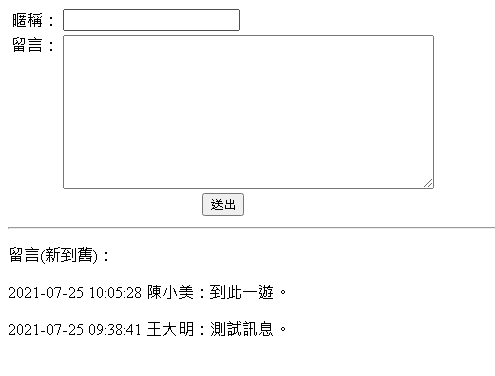 暱稱：
留言：
送出
留言(新到舊)：
2021-07-25 10:05:28 陳小美：到此一遊。
2021-07-25 09:38:41 王大明：測試訊息。